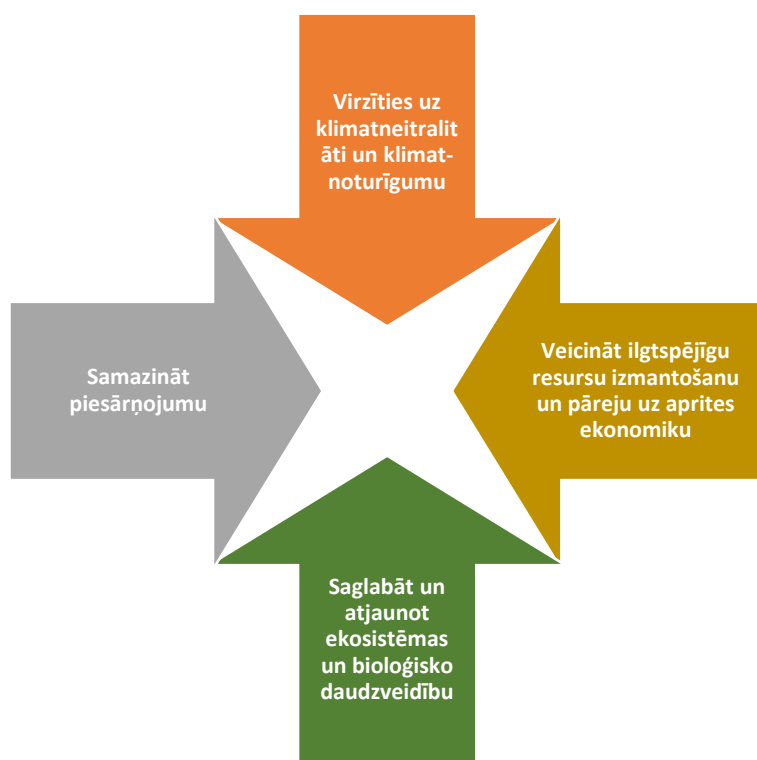 Virzīties uz
klimatneitralit
āti un klimat-
noturīgumu
Samazināt
piesārņojumu
Veicināt ilgtspējīgu
resursu izmantošanu
un pāreju uz aprites
ekonomiku
Saglabāt un
atjaunot
ekosistēmas
un bioloģisko
daudzveidību